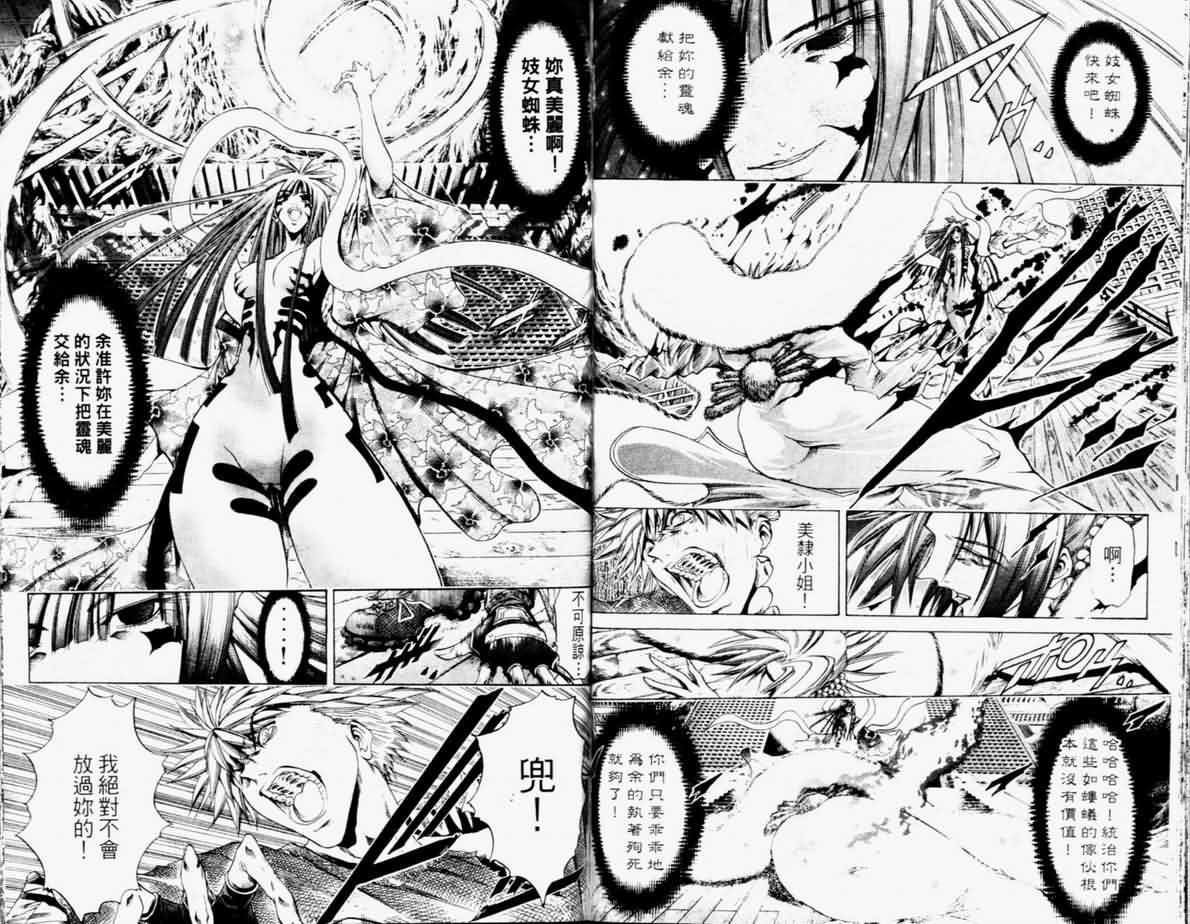 妓女蜘蛛，
快來吧！
把妳的靈魂
獻給余…
啊…
美隸小姐！
哈哈哈哈！統治你們
這些如螻蟻的傢伙根
本就沒有價值！
你們只要乖乖地
為余的執著殉死
就夠了！
妳真美麗啊！
妓女蜘蛛…
余准許妳在美麗
的狀況下把靈魂
交給余…
不可原諒…
……！
兜！
我絕對不會
放過妳的！